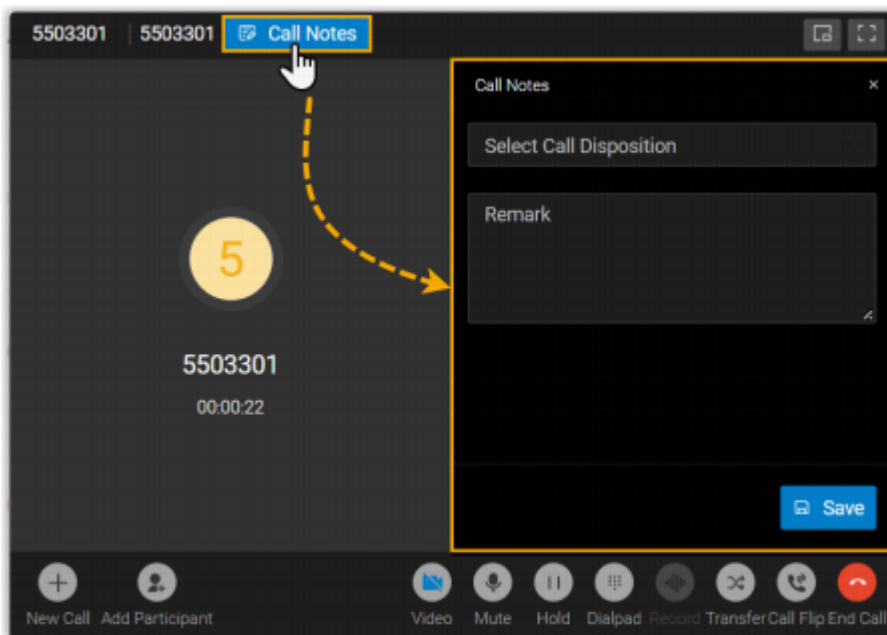 5503301 5503301 Call Notes
Call Notes ×
Select Call Disposition
Remark
5
5503301
00:00:22
Save
New Call Add Participant Video Mute Hold Dialpad Record Transfer Call Flip End Call